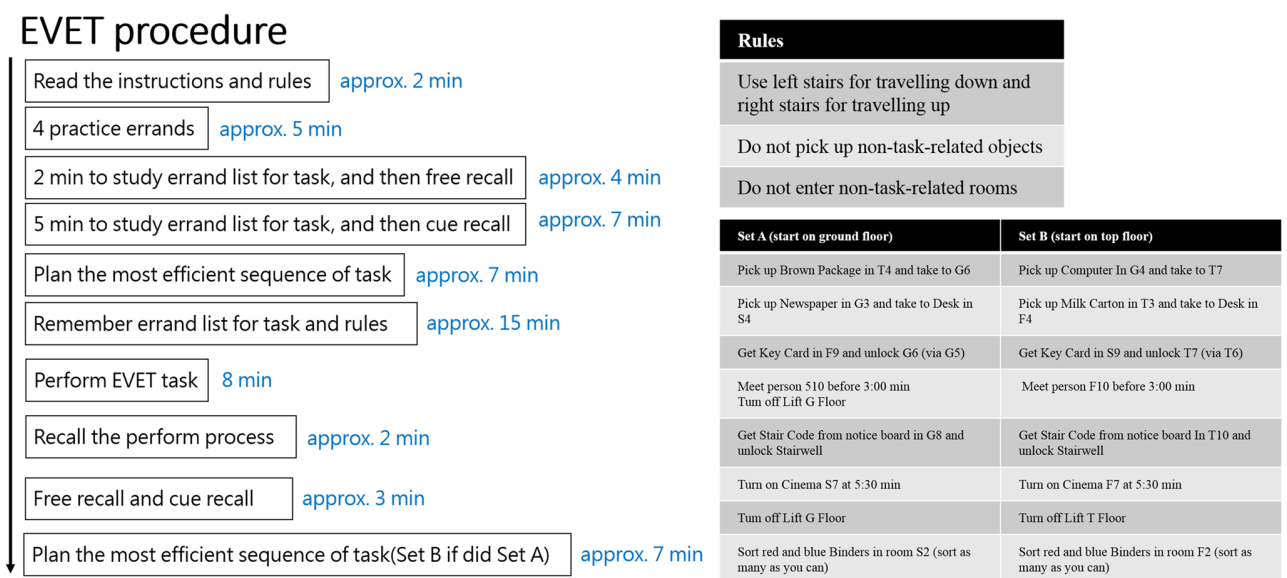 EVET procedure
Read the instructions and rules approx. 2 min
4 practice errands approx. 5 min
2 min to study errand list for task, and then free recall approx. 4 min
5 min to study errand list for task, and then cue recall approx. 7 min
Plan the most efficient sequence of task approx. 7 min
Remember errand list for task and rules approx. 15 min
Perform EVET task 8 min
Recall the perform process approx. 2 min
Free recall and cue recall approx. 3 min
Plan the most efficient sequence of task(Set B if did Set A) approx. 7 min
Rules
Use left stairs for travelling down and
right stairs for travelling up
Do not pick up non-task-related objects
Do not enter non-task-related rooms
Set A (start on ground floor) Set B (start on top floor)
Pick up Brown Package in T4 and take to G6 Pick up Computer In G4 and take to T7
Pick up Newspaper in G3 and take to Desk in
S4
Pick up Milk Carton in T3 and take to Desk in
F4
Get Key Card in F9 and unlock G6 (via G5) Get Key Card in S9 and unlock T7 (via T6)
Meet person 510 before 3:00 min
Tum off Lift G Floor
Meet person F10 before 3:00 min
Get Stair Code from notice board in G8 and
unlock Stairwell
Get Stair Code from notice board In T10 and
unlock Stairwell
Turn on Cinema S7 at 5:30 min Turn on Cinema F7 at 5:30 min
Tum off Lift G Floor Turn off Lift T Floor
Sort red and blue Binders in room S2 (sort as
many as you can)
Sort red and blue Binders in room F2 (sort as
many as you can)